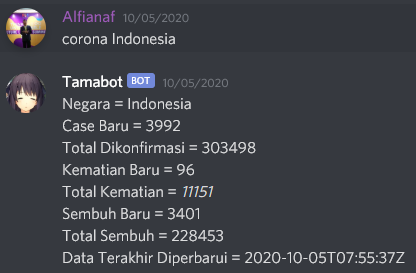 Alfianaf 10/05/2020
corona Indonesia
Tamabot BOT 10/05/2020
Negara = Indonesia
Case Baru = 3992
Total Dikonfirmasi = 303498
Kematian Baru = 96
Total Kematian = 11151
Sembuh Baru = 3401
Total Sembuh = 228453
Data Terakhir Diperbarui = 2020-10-05T07:55:37Z